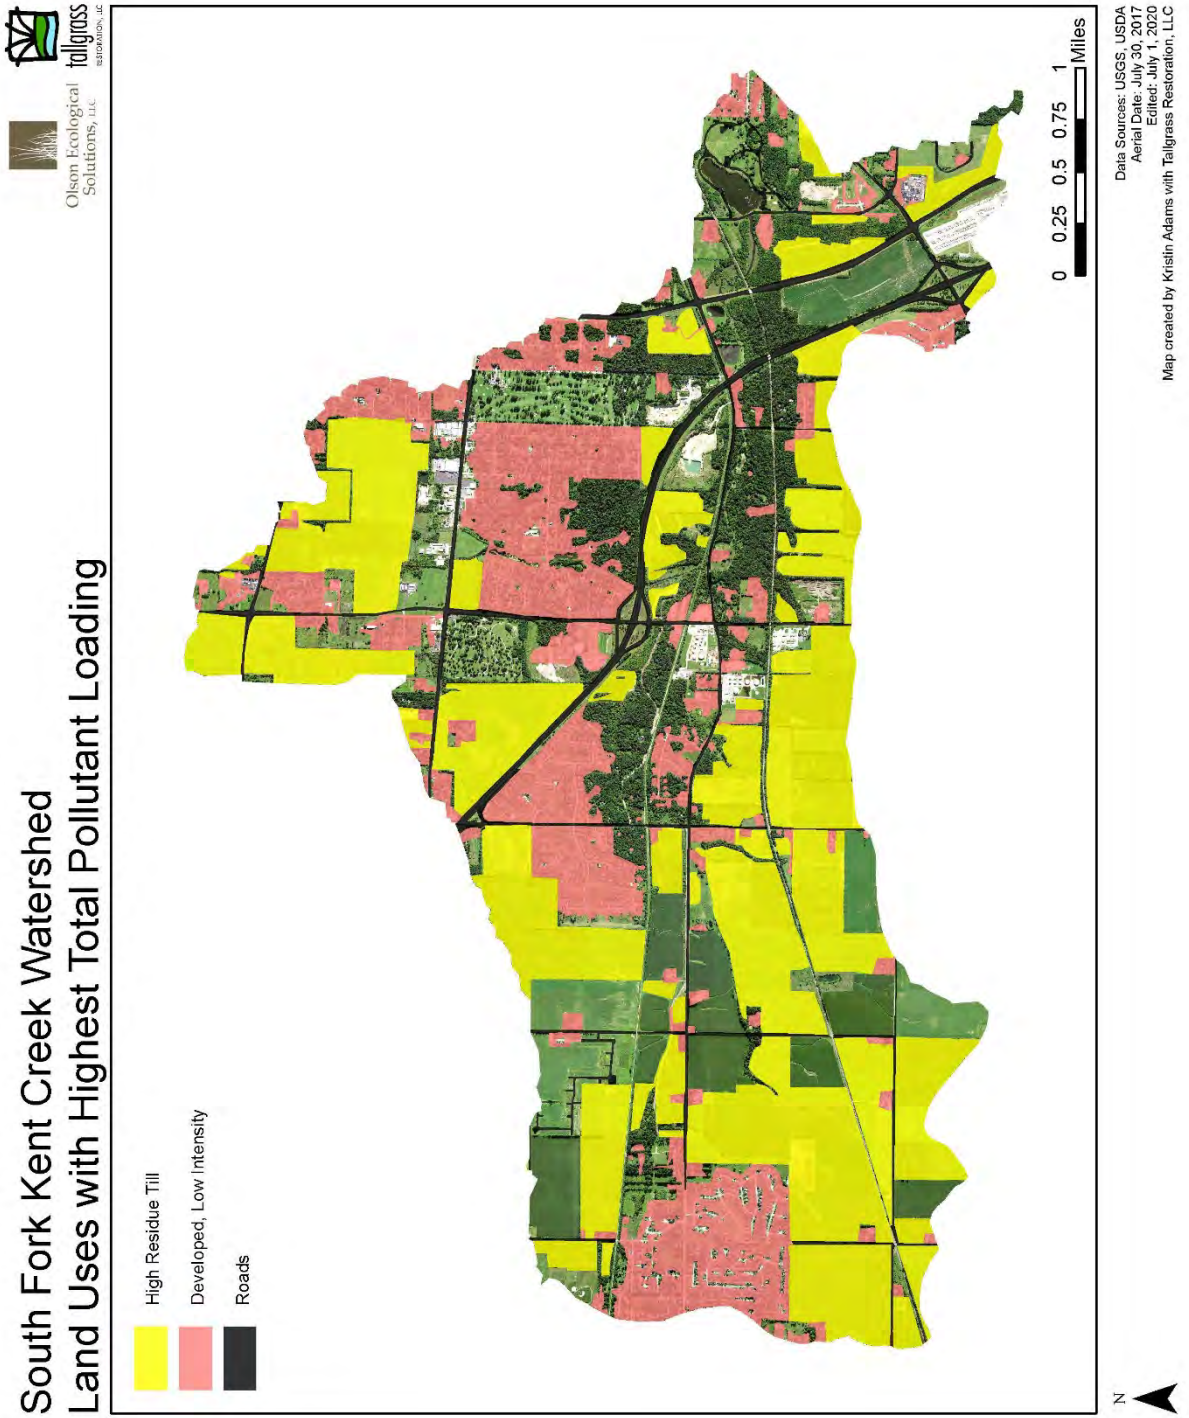 South Fork Kent Creek Watershed
Land Uses with Highest Total Pollutant Loading
Olson Ecological
Solutions, LLC
tallgrass
RESTORATION, LLC
High Residue Till
Developed, Low Intensity
Roads
0 0.25 0.5 0.75 1
Miles
N
Data Sources: USGS, USDA
Aerial Date: July 30, 2017
Edited: July 1, 2020
Map created by Kristin Adams with Tallgrass Restoration, LLC